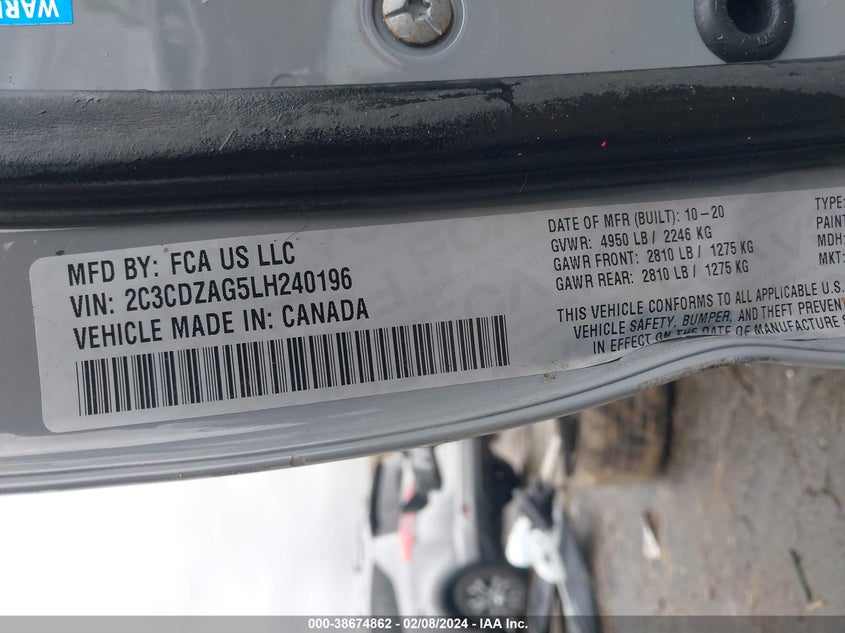 WARN
MFD BY: FCA US LLC
VIN: 2C3CDZAG5LH240196
VEHICLE MADE IN: CANADA
DATE OF MFR (BUILT): 10-20
GVWR: 4950 LB / 2246 KG
GAWR FRONT: 2810 LB / 1275 KG
GAWR REAR: 2810 LB / 1275 KG
THIS VEHICLE CONFORMS TO ALL APPLICABLE U.S.
VEHICLE SAFETY, BUMPER, AND THEFT PREVENT
IN EFFECT ON THE DATE OF MANUFACTURE
TYPE:
PAINT
MDH:
MKT:
000-38674862 - 02/08/2024 - IAA Inc.